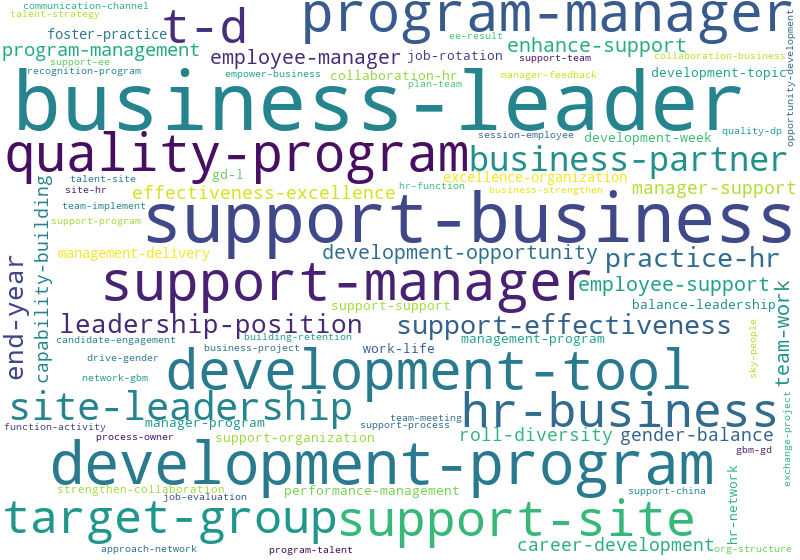 communication-channel
talent-strategy
foster-practice
t-d
program-manager
ee-result
program-management
employee-manager
job-rotation
enhance-support
support-ee
support-team
collaboration-business
opportunity-development
recognition-program
empower-business
collaboration-hr
manager-feedback
development-topic
plan-team
business-leader
session-employee
quality-dp
development-week
quality-program
business-partner
talent-site
gd-l
excellence-organization
site-hr
effectiveness-excellence
hr-function
business-strengthen
manager-support
capability-building
team-implement
support-business
support-program
management-delivery
development-opportunity
practice-hr
end-year
support-manager
employee-support
team-work
support-support
balance-leadership
leadership-position
support-effectiveness
sky-people
candidate-engagement
building-retention
management-program
business-project
work-life
drive-gender
development-tool
network-gbm
site-leadership
hr-business
exchange-project
manager-program
team-meeting
function-activity
support-process
process-owner
support-organization
roll-diversity
gender-balance
development-program
gbm-gd
hr-network
strengthen-collaboration
performance-management
support-china
job-evaluation
target-group
support-site
career-development
approach-network
program-talent
org-structure